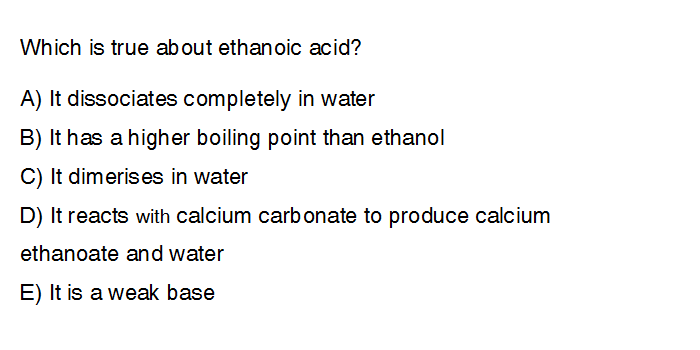 Which is true about ethanoic acid?
A) It dissociates completely in water
B) It has a higher boiling point than ethanol
C) It dimerises in water
D) It reacts with calcium carbonate to produce calcium
ethanoate and water
E) It is a weak base